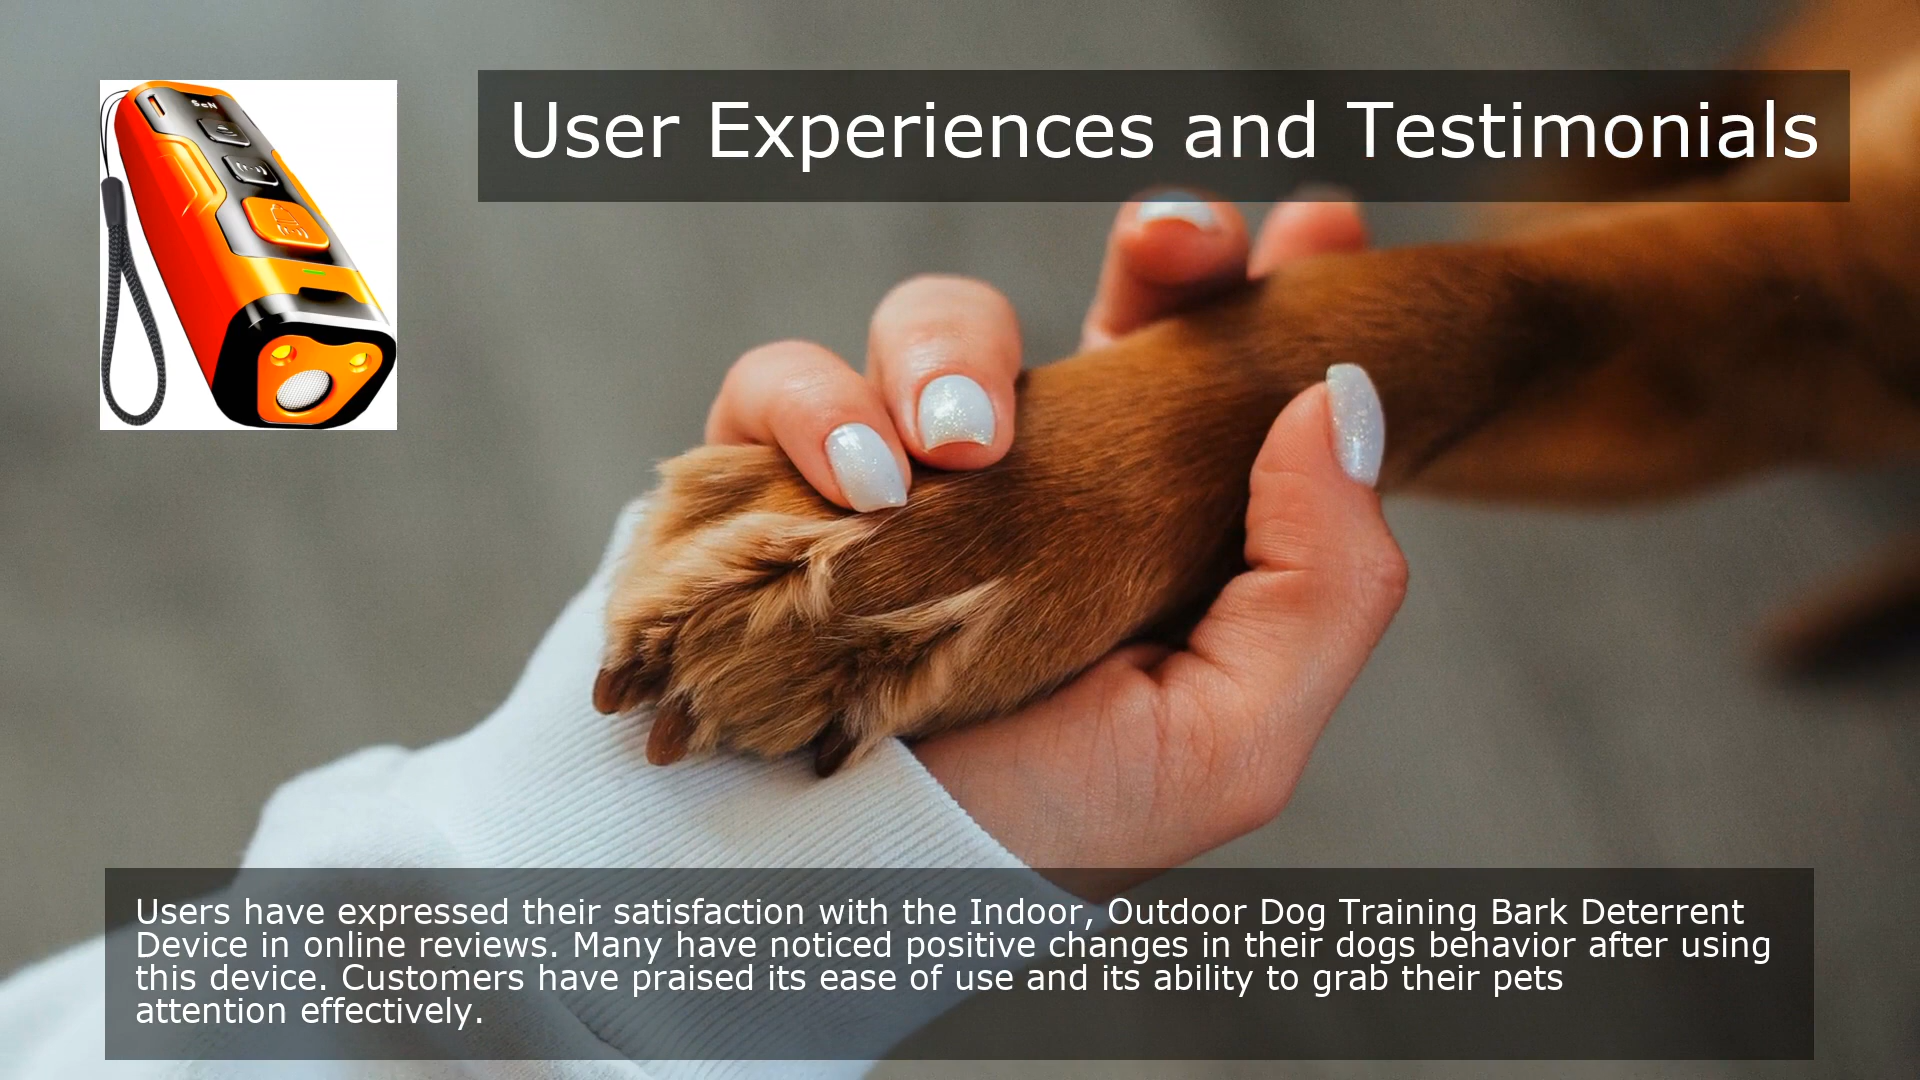 User Experiences and Testimonials
Users have expressed their satisfaction with the Indoor, Outdoor Dog Training Bark Deterrent
Device in online reviews. Many have noticed positive changes in their dogs behavior after using
this device. Customers have praised its ease of use and its ability to grab their pets
attention effectively.